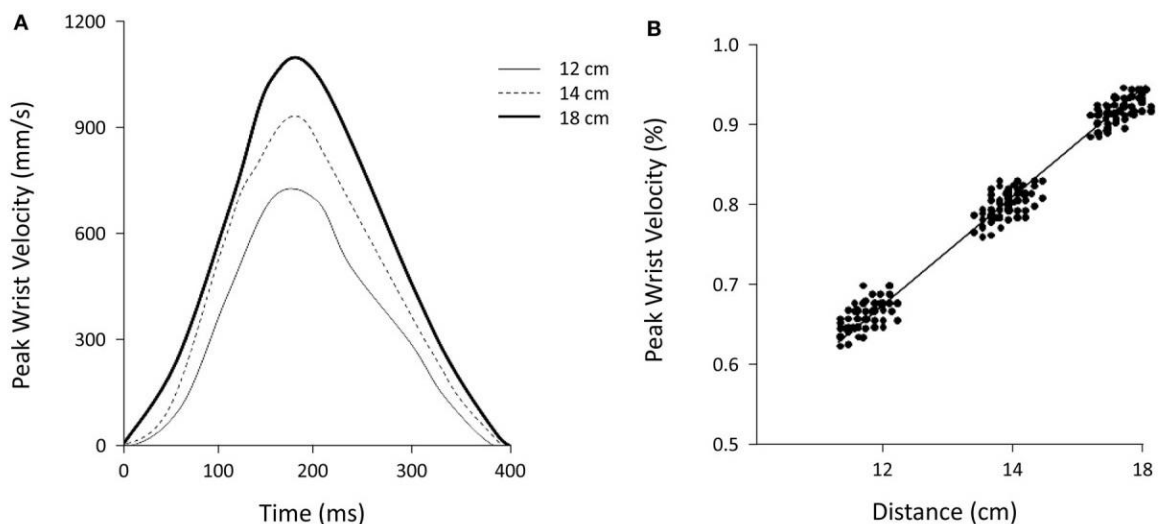 A
Peak Wrist Velocity (mm/s)
1200
900
600
300
0
0 100 200 300 400
Time (ms)
12 cm
14 cm
18 cm
B
Peak Wrist Velocity (%)
1.0
0.9
0.8
0.7
0.6
0.5
12 14 18
Distance (cm)